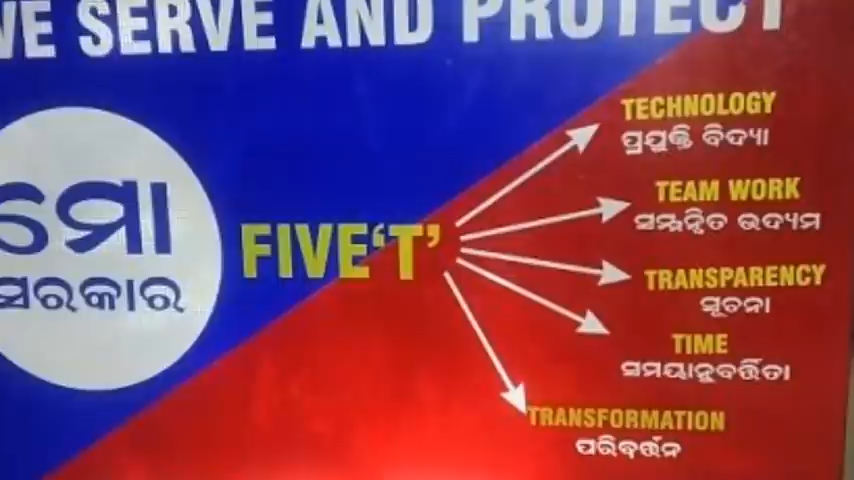 WE SERVE AND PROTECT
ମୋ
ସରକାର
FIVE‘T’
TECHNOLOGY
ପ୍ରଯୁକ୍ତି ବିଦ୍ୟା
TEAM WORK
ସମନ୍ୱିତ ଉଦ୍ୟମ
TRANSPARENCY
ସୂଚନା
TIME
ସମୟାନୁବର୍ତ୍ତିତା
TRANSFORMATION
ପରିବର୍ତ୍ତନ